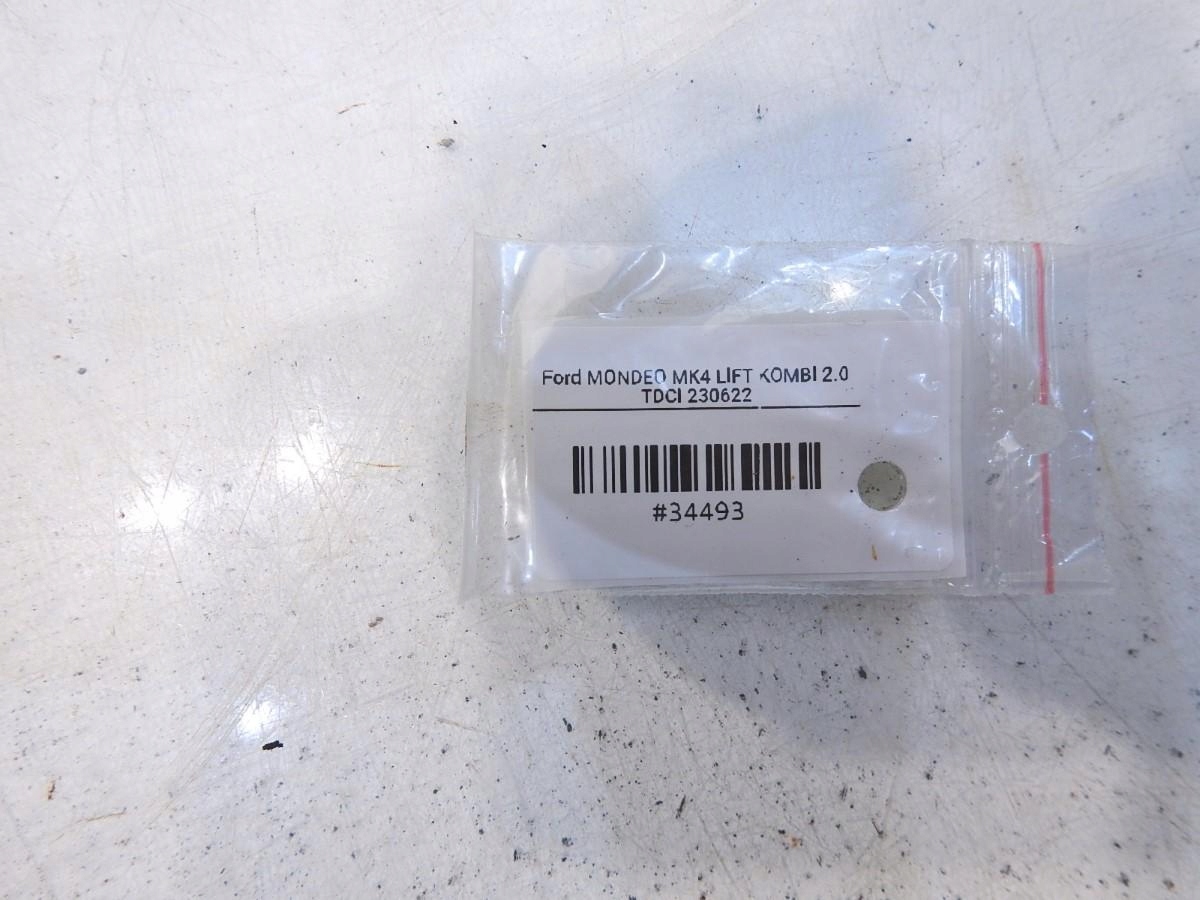 Ford MONDEO MK4 LIFT KOMBI 2.0
TDCI 230622
#34493